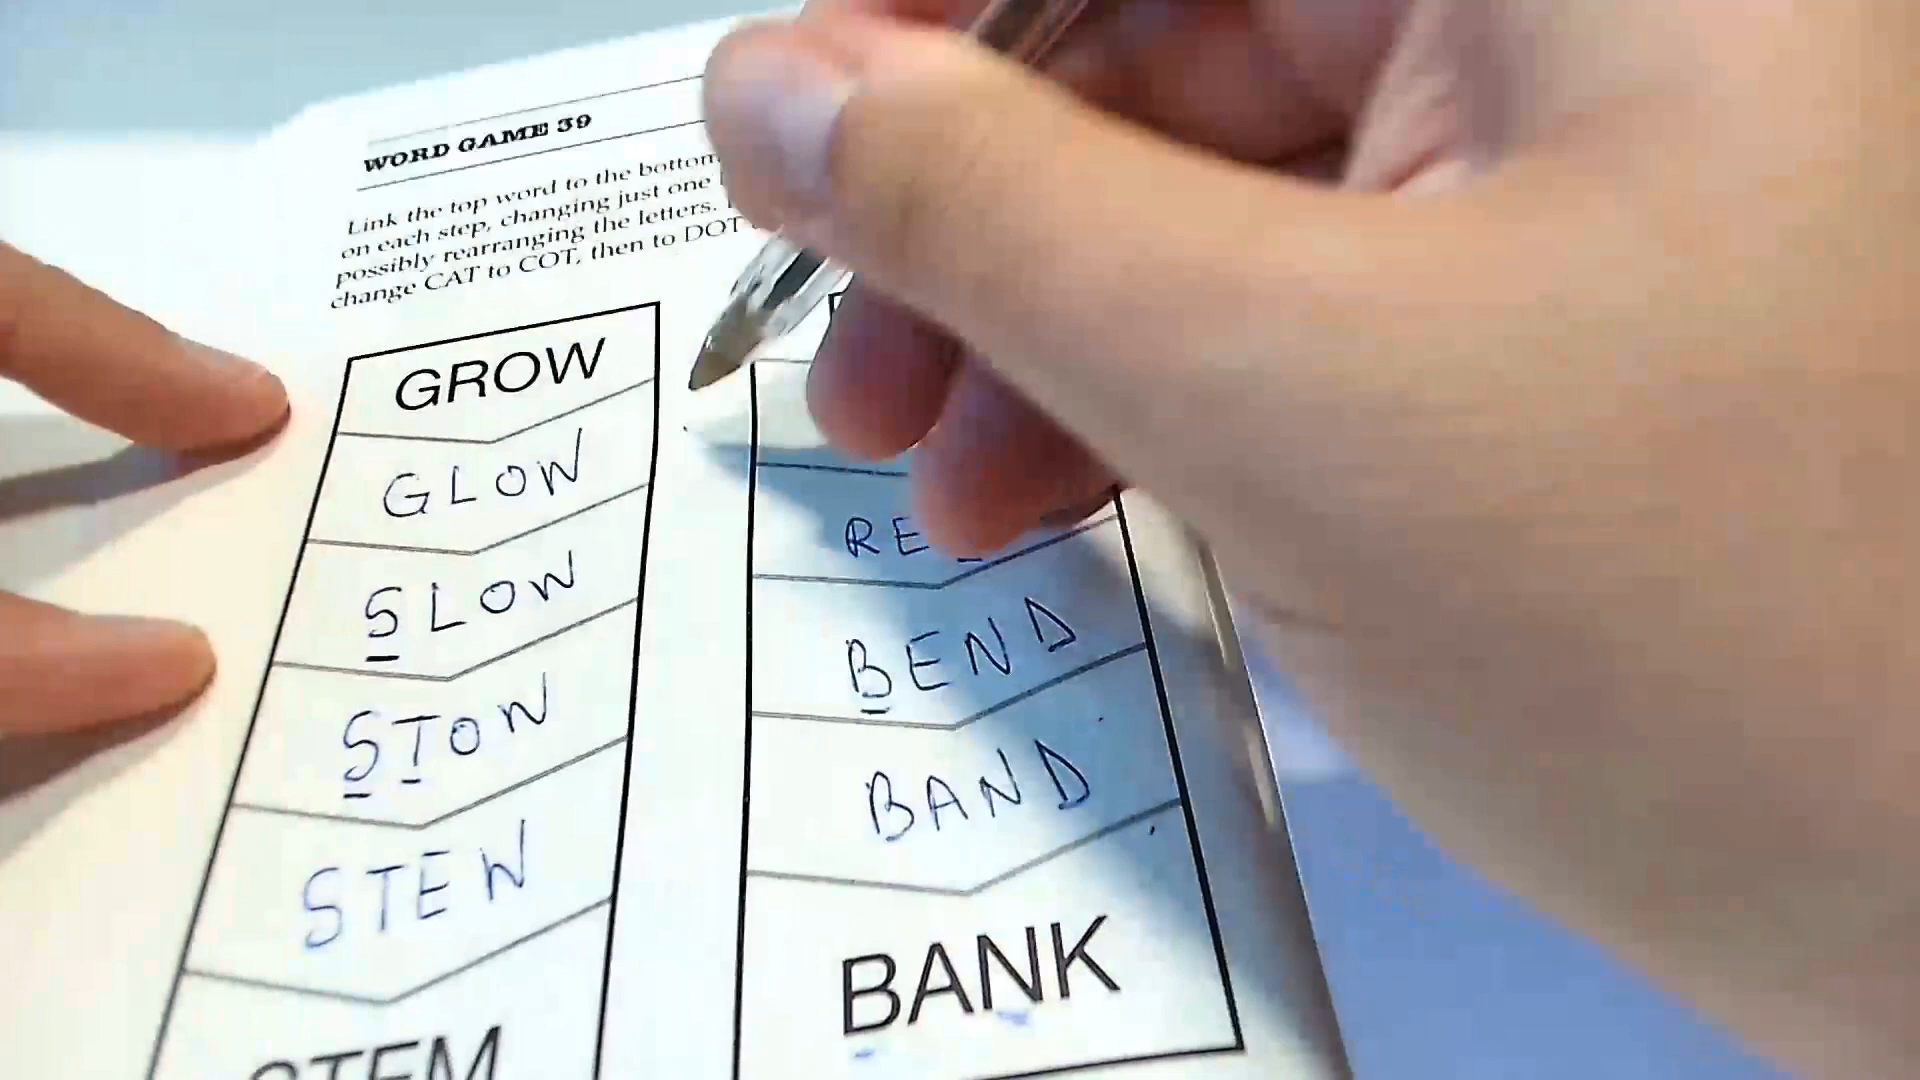 WORD GAME 39
Link the top word to the bottom
on each step, changing just one
possibly rearranging the letters.
change CAT to COT, then to DOT
GROW
GLOW
SLOW
STOW
STEW
STEM
BEND
BAND
BANK